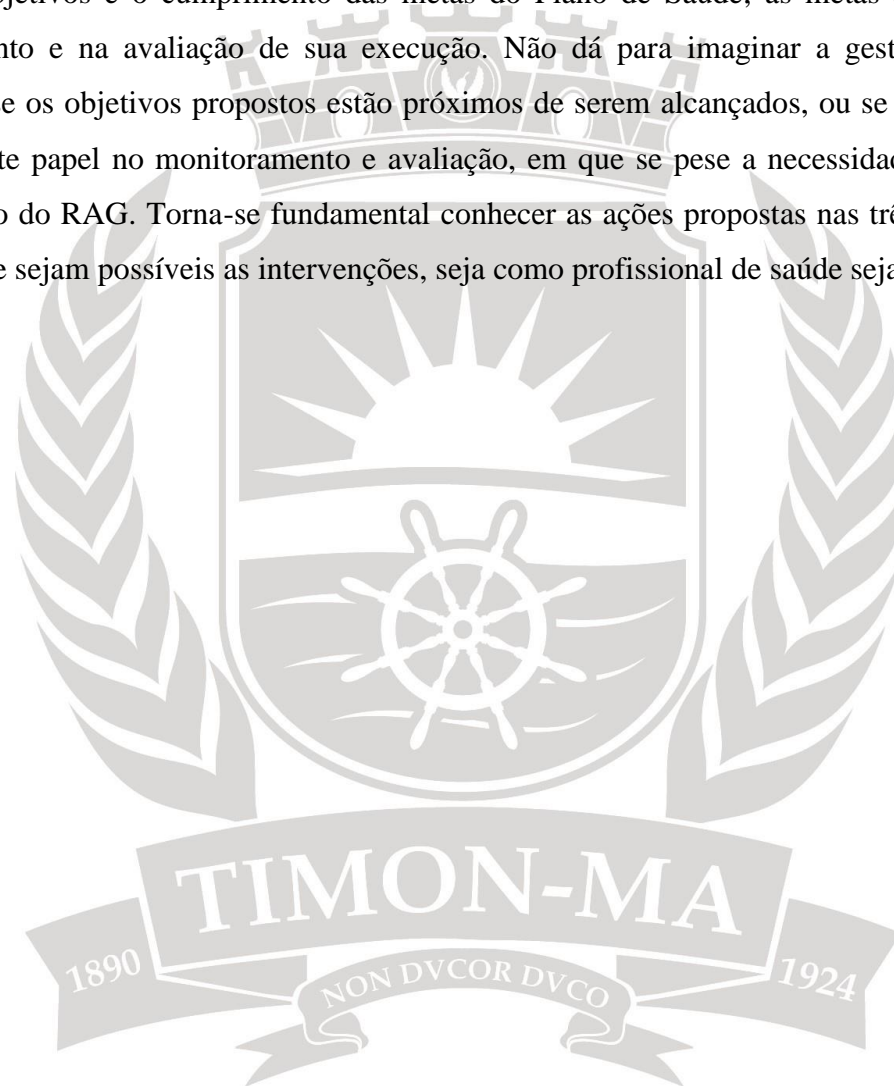 objetivos e o cumprimento das metas do Plano de Saúde, as metas
nto e na avaliação de sua execução. Não dá para imaginar a gest
e os objetivos propostos estão próximos de serem alcançados, ou se
te papel no monitoramento e avaliação, em que se pese a necessidad
o do RAG. Torna-se fundamental conhecer as ações propostas nas trê
e sejam possíveis as intervenções, seja como profissional de saúde seja
TIMON-MA
1890
NON DVCOR DVCO
1924